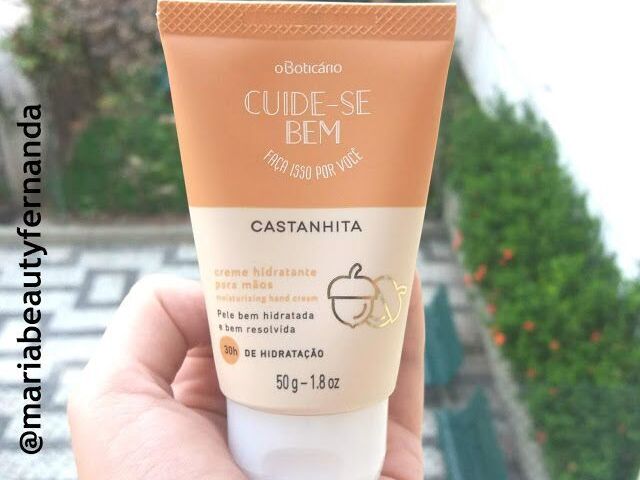 oBoticário
CUIDE-SE
BEM
FAÇA ISSO POR VOCÊ
CASTANHITA
creme hidratante
para mãos
moisturizing hand cream
Pele bem hidratada
e bem resolvida
30h DE HIDRATAÇÃO
50 g - 1.8 oz
@mariabeautyfernanda